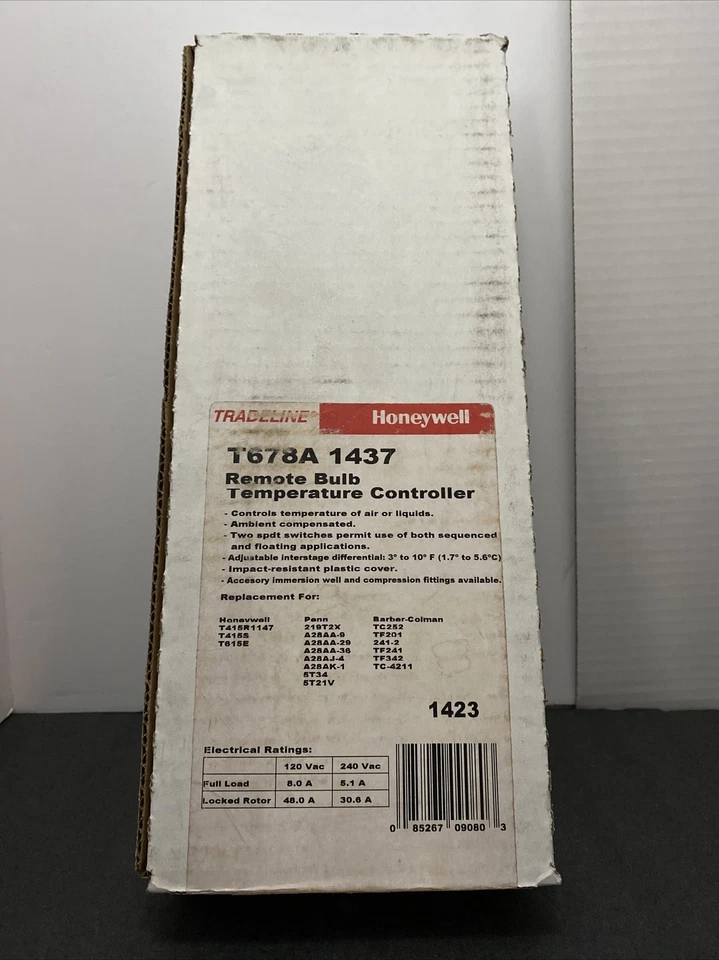 TRADELINE® Honeywell
T678A 1437
Remote Bulb
Temperature Controller
- Controls temperature of air or liquids.
- Ambient compensated.
- Two spdt switches permit use of both sequenced
and floating applications.
- Adjustable interstage differential: 3° to 10° F (1.7° to 5.6°C)
- Impact-resistant plastic cover.
- Accesory immersion well and compression fittings available.
Replacement For:
Honeywell Penn Barber-Colman
T415R1147 219T2X TC252
T415S A28AA-9 TF201
T615E A28AA-29 241-2
A28AA-36 TF241
A28AJ-4 TF342
A28AK-1 TC-4211
5T34
5T21V
1423
Electrical Ratings:
120 Vac 240 Vac
Full Load 8.0 A 5.1 A
Locked Rotor 48.0 A 30.6 A
0 85267 09080 3